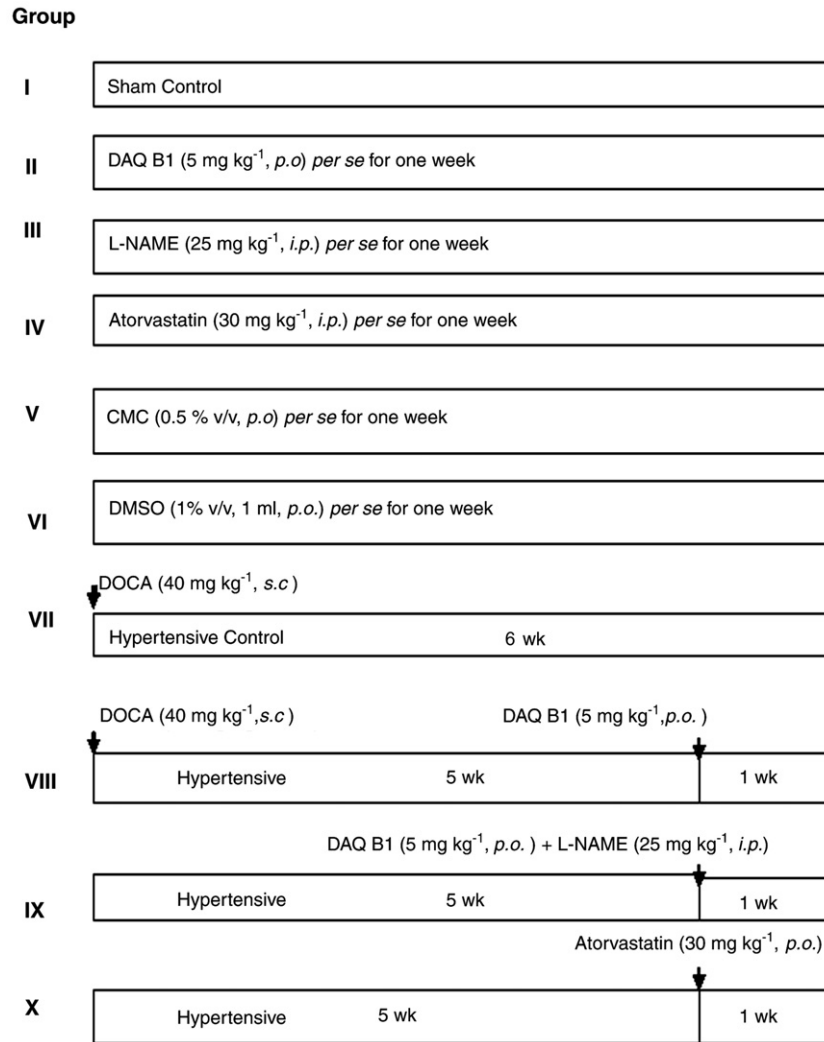 Group
I
Sham Control
II
DAQ B1 (5 mg kg⁻¹, p.o) per se for one week
III
L-NAME (25 mg kg⁻¹, i.p.) per se for one week
IV
Atorvastatin (30 mg kg⁻¹, i.p.) per se for one week
V
CMC (0.5 % v/v, p.o) per se for one week
VI
DMSO (1% v/v, 1 ml, p.o.) per se for one week
DOCA (40 mg kg⁻¹, s.c )
VII
Hypertensive Control 6 wk
DOCA (40 mg kg⁻¹,s.c ) DAQ B1 (5 mg kg⁻¹,p.o. )
VIII
Hypertensive 5 wk 1 wk
DAQ B1 (5 mg kg⁻¹, p.o. ) + L-NAME (25 mg kg⁻¹, i.p.)
IX
Hypertensive 5 wk 1 wk
Atorvastatin (30 mg kg⁻¹, p.o.)
X
Hypertensive 5 wk 1 wk